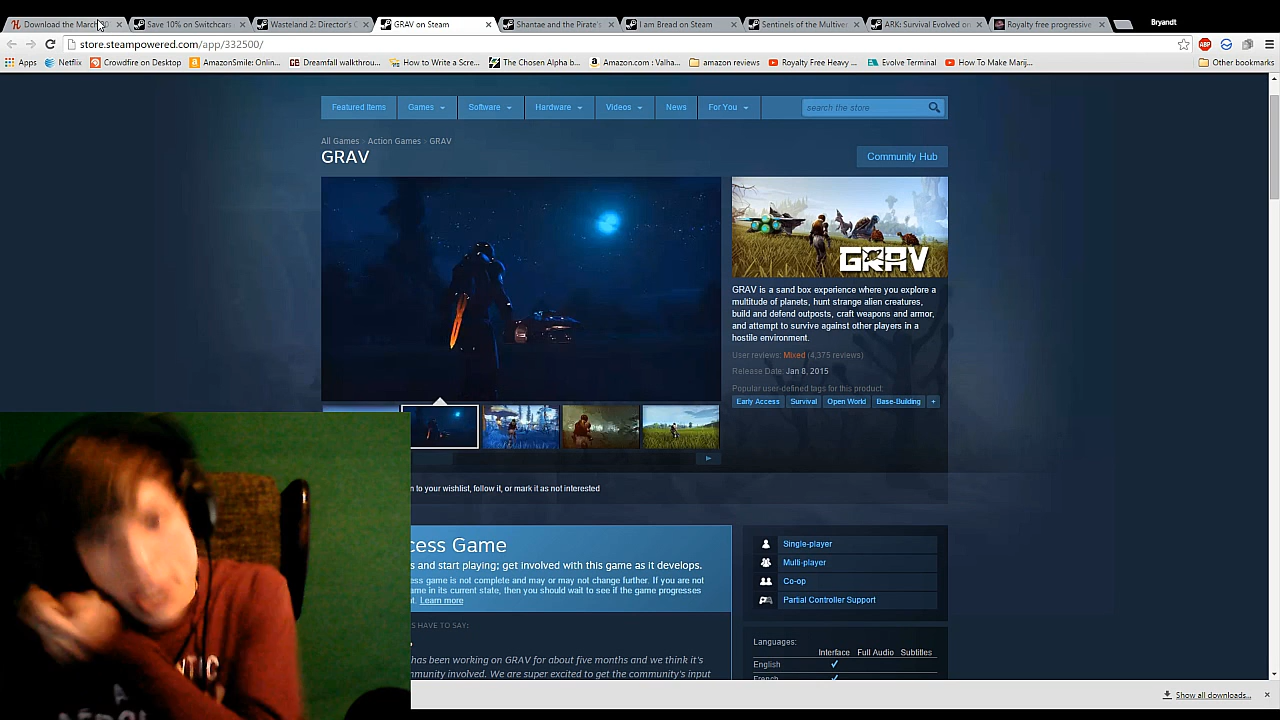 Download the March 20
Save 10% on Switchcars
Wasteland 2: Director's C
GRAV on Steam
Shantae and the Pirate's
I am Bread on Steam
Sentinels of the Multiver
ARK: Survival Evolved on
Royalty free progressive
Bryandt
store.steampowered.com/app/332500/
ABP
Apps
Netflix
Crowdfire on Desktop
AmazonSmile: Onlin...
Dreamfall walkthrou...
How to Write a Scre...
The Chosen Alpha b...
Amazon.com : Valha...
amazon reviews
Royalty Free Heavy ...
Evolve Terminal
How To Make Marij...
Other bookmarks
Featured Items
Games
Software
Hardware
Videos
News
For You
search the store
All Games > Action Games > GRAV
GRAV
Community Hub
GRAV
GRAV is a sand box experience where you explore a
multitude of planets, hunt strange alien creatures,
build and defend outposts, craft weapons and armor,
and attempt to survive against other players in a
hostile environment.
User reviews: Mixed (4,375 reviews)
Release Date: Jan 8, 2015
Popular user-defined tags for this product:
Early Access
Survival
Open World
Base-Building
+
n to your wishlist, follow it, or mark it as not interested
cess Game
s and start playing; get involved with this game as it develops.
ess game is not complete and may or may not change further. If you are not
game in its current state, then you should wait to see if the game progresses
t. Learn more
S HAVE TO SAY:
has been working on GRAV for about five months and we think it's
mmunity involved. We are super excited to get the community's input
Single-player
Multi-player
Co-op
Partial Controller Support
Languages:
Interface Full Audio Subtitles
English
French
Show all downloads...